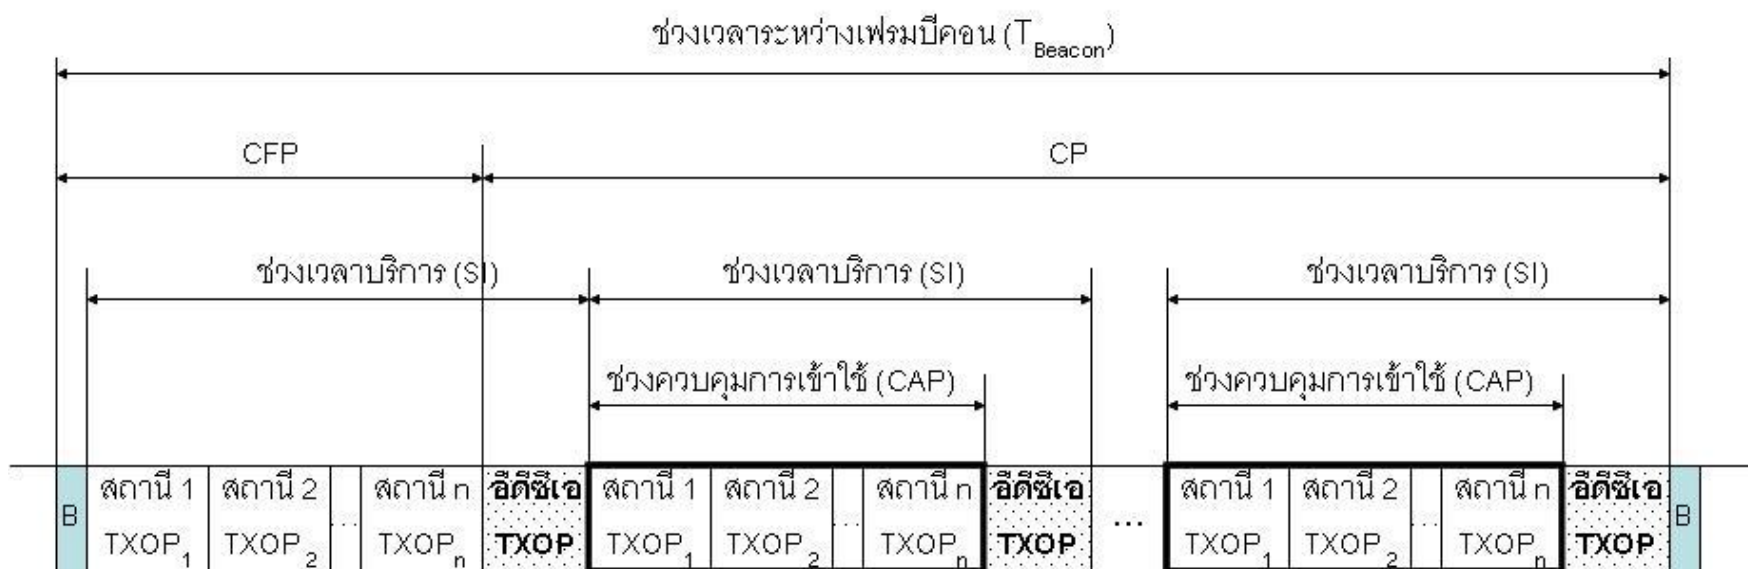 ช่วงเวลาระหว่างเฟรมบีคอน (T Beacon)
CFP CP
ช่วงเวลาบริการ (SI) ช่วงเวลาบริการ (SI) ช่วงเวลาบริการ (SI)
ช่วงควบคุมการเข้าใช้ (CAP) ช่วงควบคุมการเข้าใช้ (CAP)
สถานี 1 สถานี 2 สถานี n อีดีซีเอ สถานี 1 สถานี 2 สถานี n อีดีซีเอ สถานี 1 สถานี 2 สถานี n อีดีซีเอ
B ... ... ... ... B
TXOP1 TXOP2 TXOPn TXOP TXOP1 TXOP2 TXOPn TXOP TXOP1 TXOP2 TXOPn TXOP